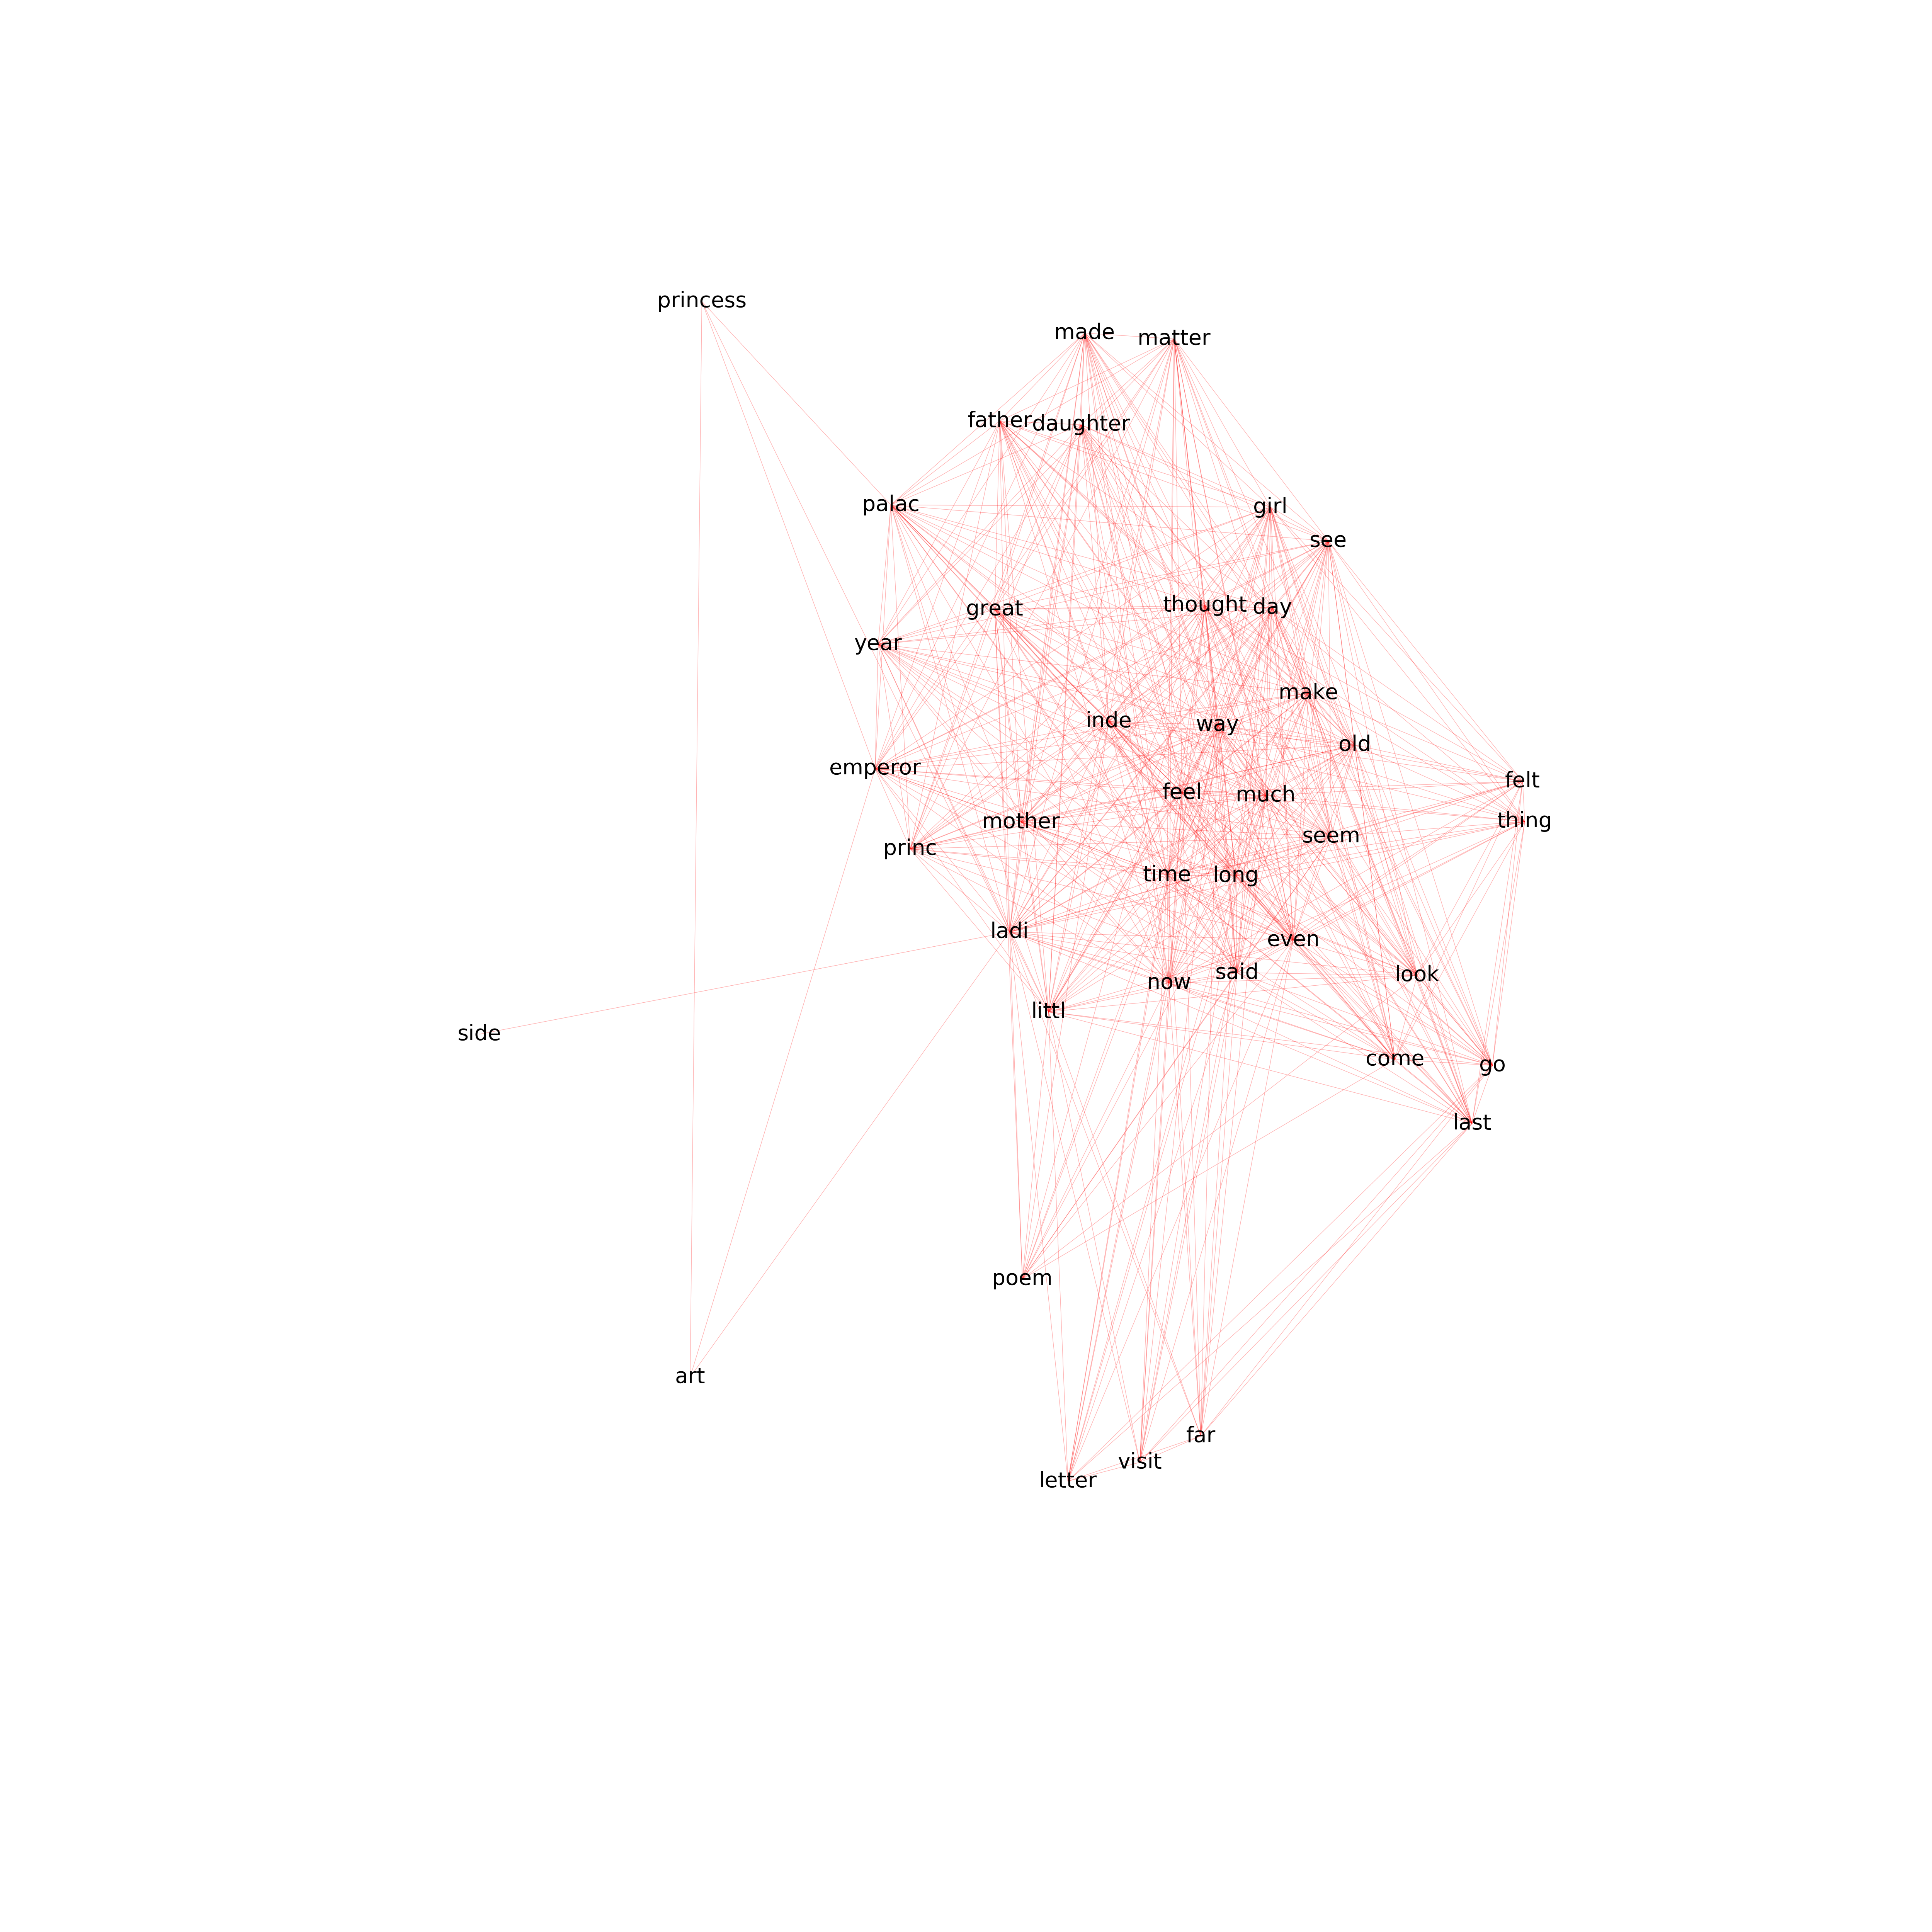 princess
made
matter
father
daughter
palac
girl
see
thought
day
great
year
make
inde
way
old
emperor
felt
feel
much
thing
mother
seem
princ
time
long
ladi
even
said
look
now
littl
side
come
go
last
poem
art
far
visit
letter